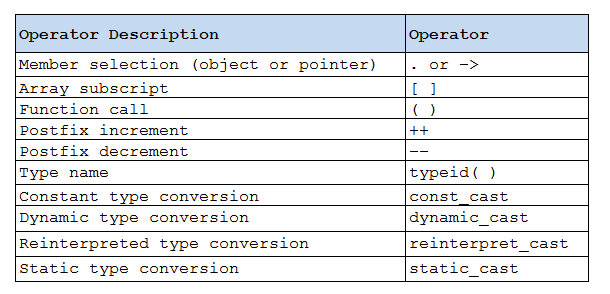 Operator Description Operator
Member selection (object or pointer) . or ->
Array subscript [ ]
Function call ( )
Postfix increment ++
Postfix decrement --
Type name typeid( )
Constant type conversion const_cast
Dynamic type conversion dynamic_cast
Reinterpreted type conversion reinterpret_cast
Static type conversion static_cast